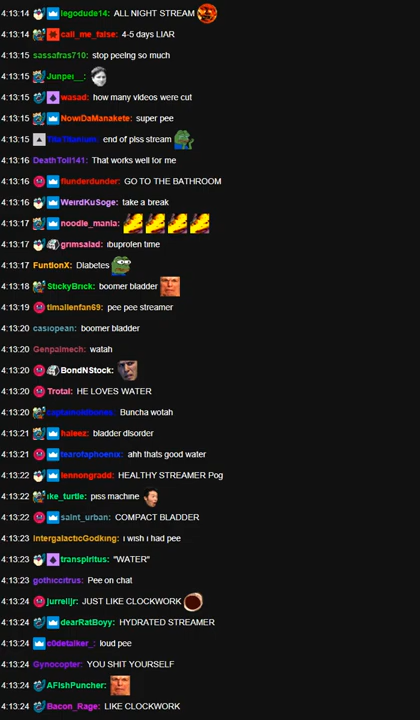 4:13:14 legodude14: ALL NIGHT STREAM
4:13:14 cali_me_false: 4-5 days LIAR
4:13:15 sassafras710: stop peeing so much
4:13:15 Junpei__:
4:13:15 wasad: how many videos were cut
4:13:15 NowiDaManakete: super pee
4:13:15 TitoTitanium: end of piss stream
4:13:16 DeathToll141: That works well for me
4:13:16 flunderdunder: GO TO THE BATHROOM
4:13:16 WeirdKuSoge: take a break
4:13:17 noodle_mania:
4:13:17 grimsalad: ibuprofen time
4:13:17 FuntionX: Diabetes
4:13:18 StickyBrick: boomer bladder
4:13:19 timallenfan69: pee pee streamer
4:13:20 casiopean: boomer bladder
4:13:20 Genpaimech: watah
4:13:20 BondNStock:
4:13:20 Trotal: HE LOVES WATER
4:13:20 Buncha wotah
4:13:21 haleez: bladder disorder
4:13:21 tearofaphoenix: ahh thats good water
4:13:22 lennongradd: HEALTHY STREAMER Pog
4:13:22 ike_turtle: piss machine
4:13:22 saint_urban: COMPACT BLADDER
4:13:23 IntergalacticGodking: i wish i had pee
4:13:23 transpiritus: "WATER"
4:13:23 gothiccitrus: Pee on chat
4:13:24 jurrelljr: JUST LIKE CLOCKWORK
4:13:24 dearRatBoyy: HYDRATED STREAMER
4:13:24 c0detalker_: loud pee
4:13:24 Gynocopter: YOU SHIT YOURSELF
4:13:24 AFishPuncher:
4:13:24 Bacon_Rage: LIKE CLOCKWORK